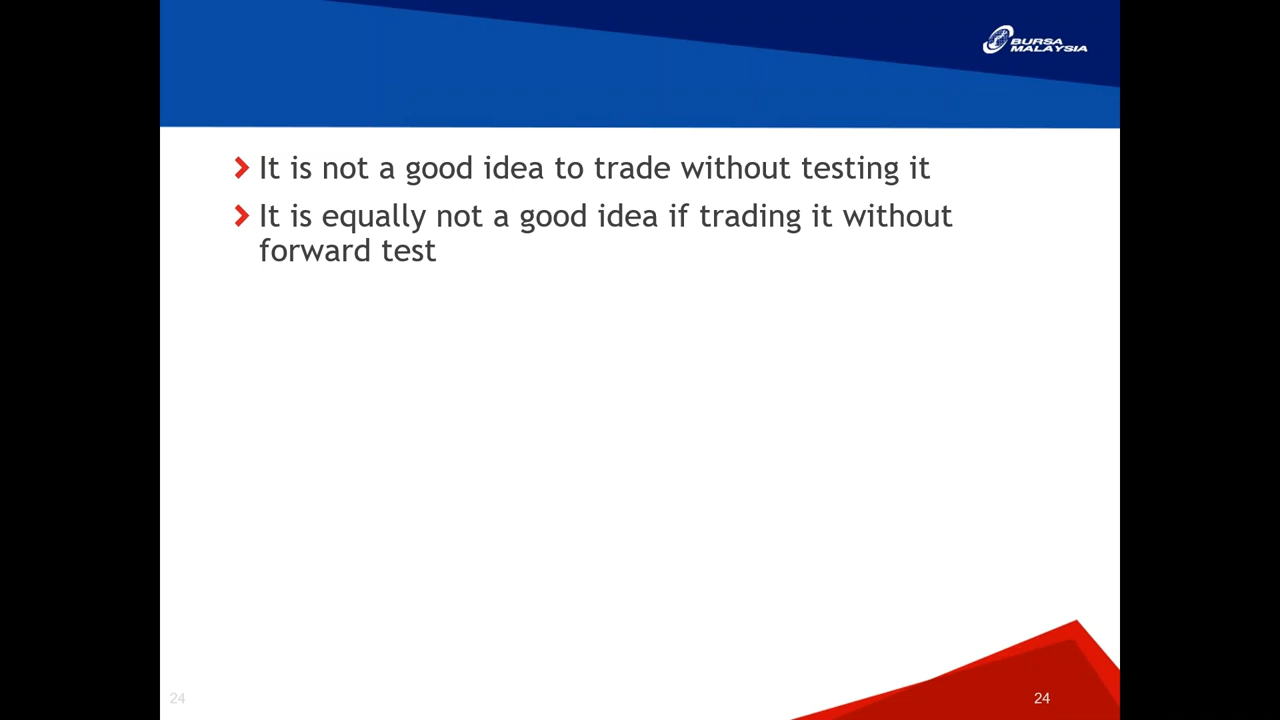 BURSA
MALAYSIA
It is not a good idea to trade without testing it
It is equally not a good idea if trading it without
forward test
24
24